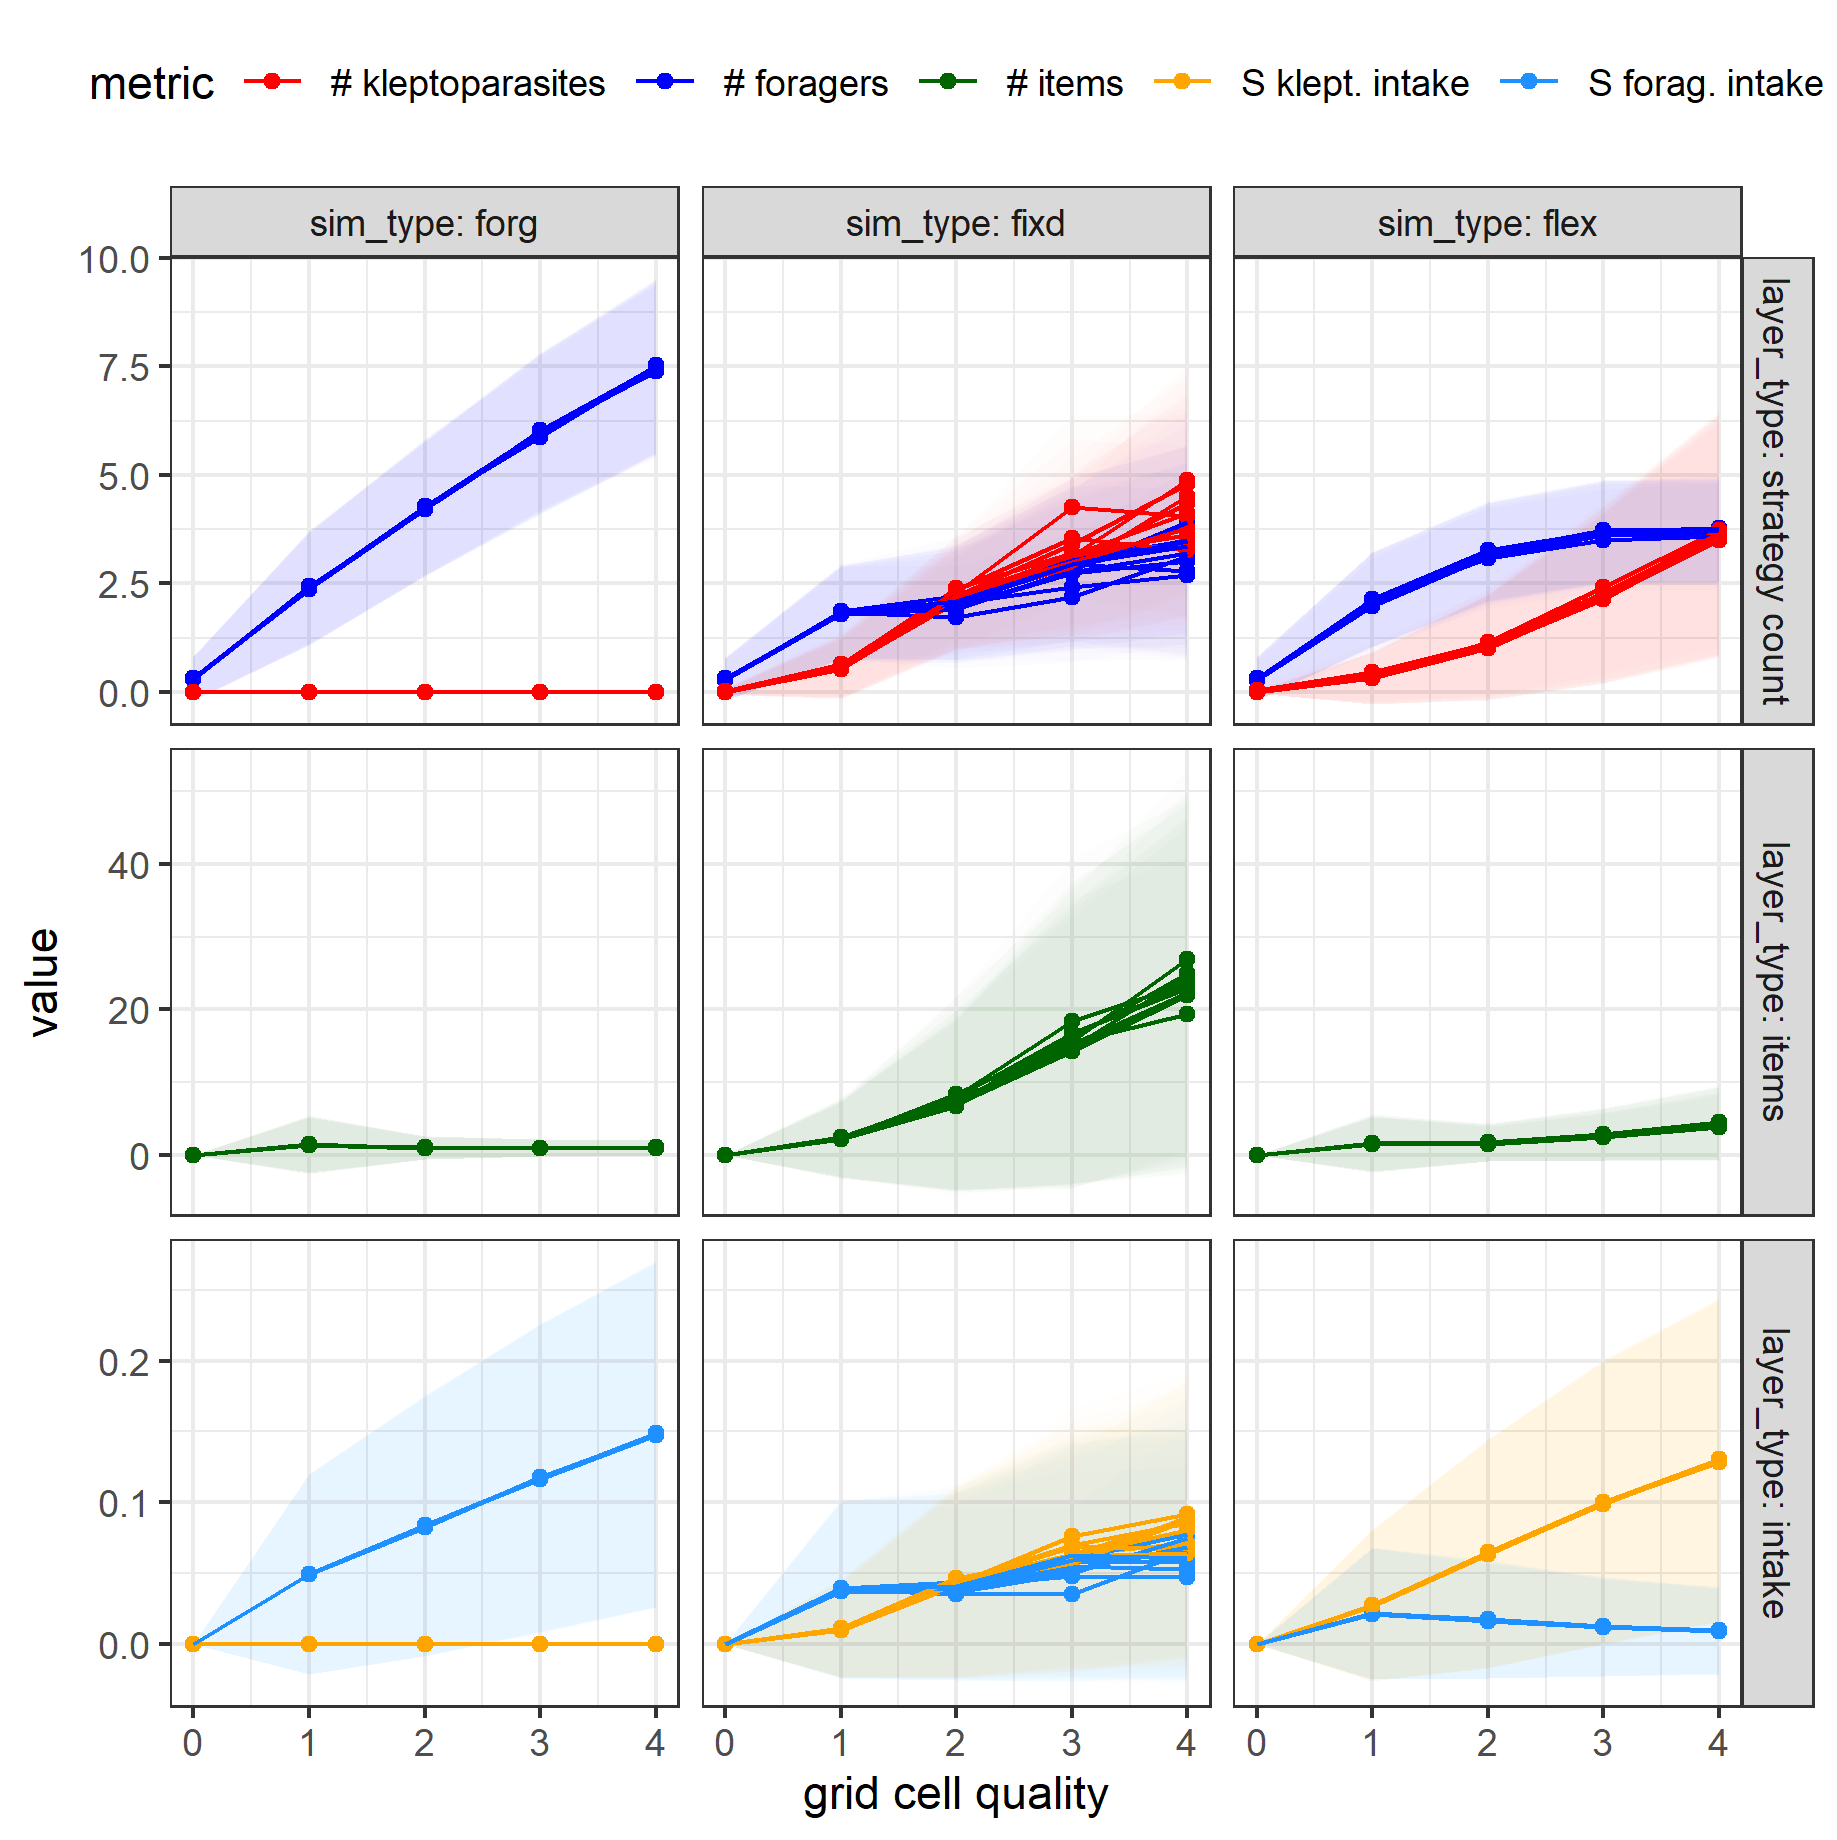 metric # kleptoparasites # foragers # items S klept. intake S forag. intake
sim_type: forg sim_type: fixd sim_type: flex
10.0
7.5
5.0
2.5
0.0
layer_type: strategy count
40
20
0
layer_type: items
value
0.2
0.1
0.0
layer_type: intake
0 1 2 3 4 0 1 2 3 4 0 1 2 3 4
grid cell quality